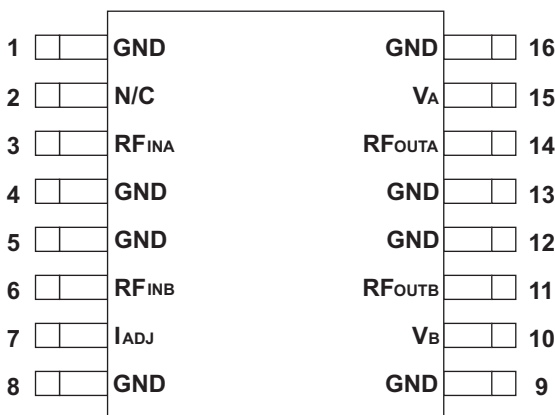 1 GND GND 16
2 N/C VA 15
3 RFINA RFOUTA 14
4 GND GND 13
5 GND GND 12
6 RFINB RFOUTB 11
7 IADJ VB 10
8 GND GND 9